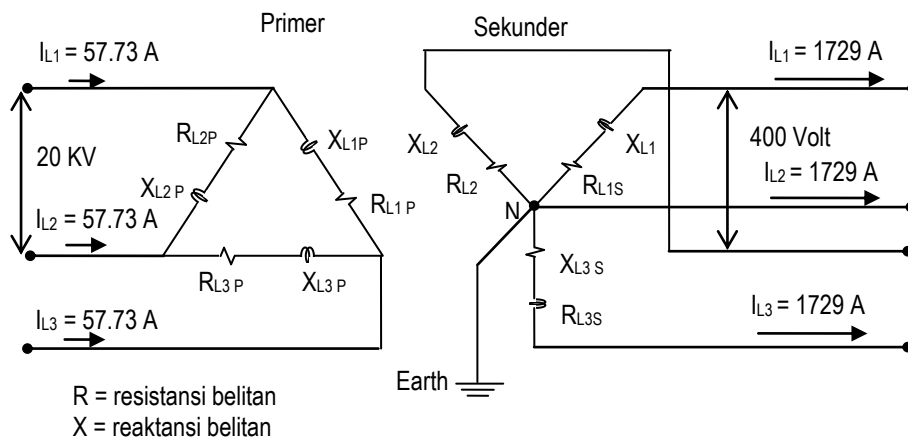 Primer
Sekunder
IL1 = 57.73 A
IL1 = 1729 A
RL2P
XL1P
XL2
XL1
20 KV
400 Volt
XL2 P
RL1 P
RL2
RL1S
IL2 = 1729 A
IL2 = 57.73 A
N
RL3 P
XL3 P
XL3 S
IL3 = 57.73 A
RL3S
IL3 = 1729 A
Earth
R = resistansi belitan
X = reaktansi belitan